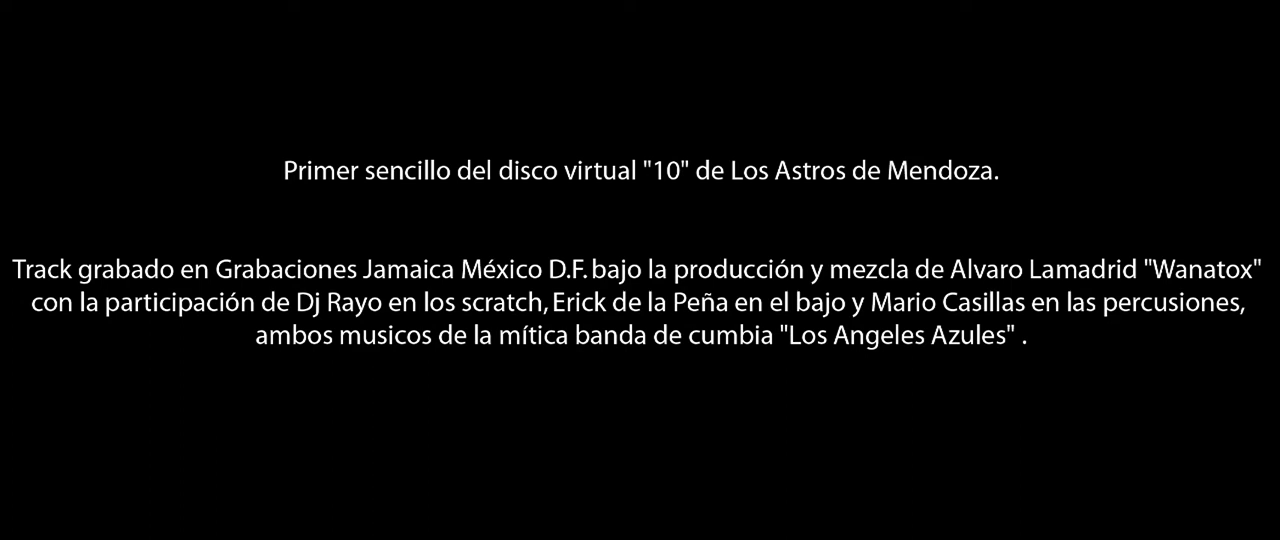 Primer sencillo del disco virtual "10" de Los Astros de Mendoza.
Track grabado en Grabaciones Jamaica México D.F. bajo la producción y mezcla de Alvaro Lamadrid "Wanatox"
con la participación de Dj Rayo en los scratch, Erick de la Peña en el bajo y Mario Casillas en las percusiones,
ambos musicos de la mítica banda de cumbia "Los Angeles Azules" .